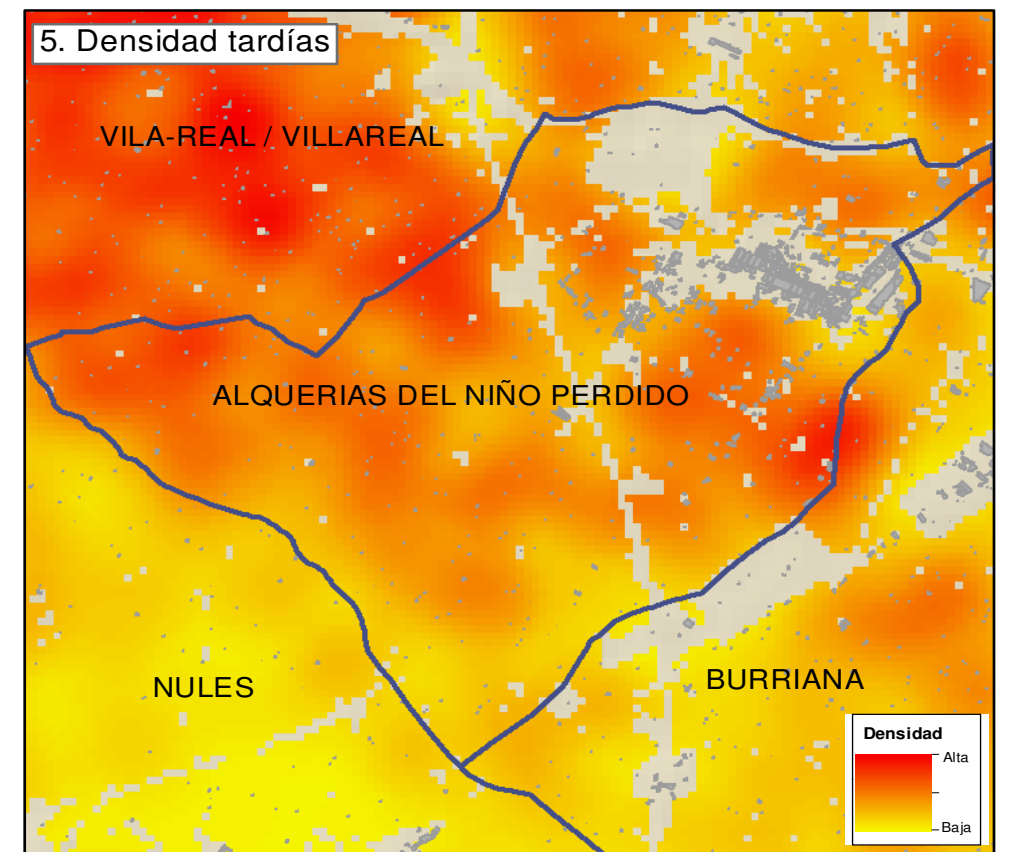 5. Densidad tardías
VILA-REAL / VILLAREAL
ALQUERIAS DEL NIÑO PERDIDO
NULES
BURRIANA
Densidad
Alta
Baja